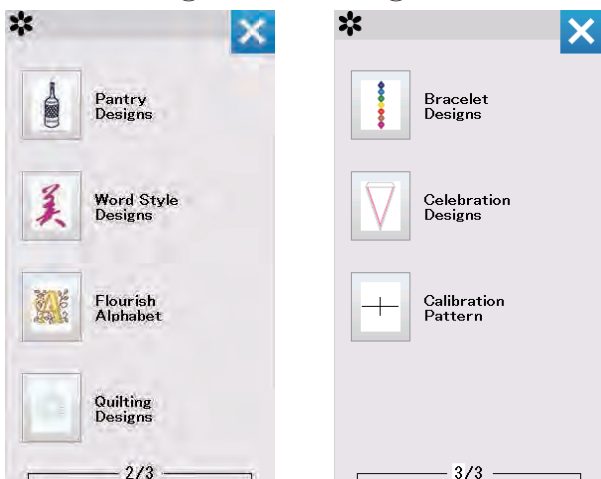 Pantry
Designs
美
Word Style
Designs
A
Flourish
Alphabet
Quilting
Designs
2/3
Bracelet
Designs
Celebration
Designs
Calibration
Pattern
3/3